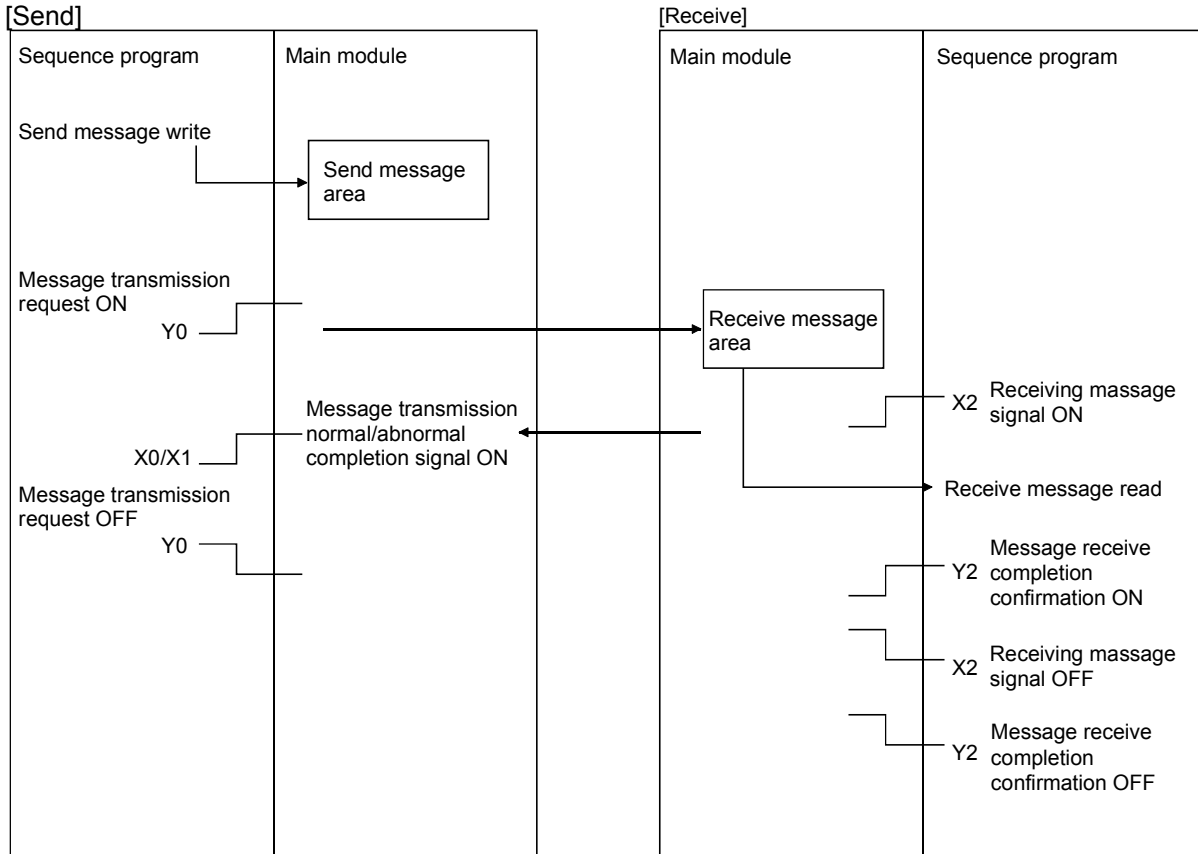 [Send]
Sequence program
Main module
Send message write
Send message
area
Message transmission
request ON
Y0
Message transmission
normal/abnormal
completion signal ON
X0/X1
Message transmission
request OFF
Y0
[Receive]
Main module
Sequence program
Receive message
area
X2
Receiving massage
signal ON
Receive message read
Y2
Message receive
completion
confirmation ON
X2
Receiving massage
signal OFF
Y2
Message receive
completion
confirmation OFF